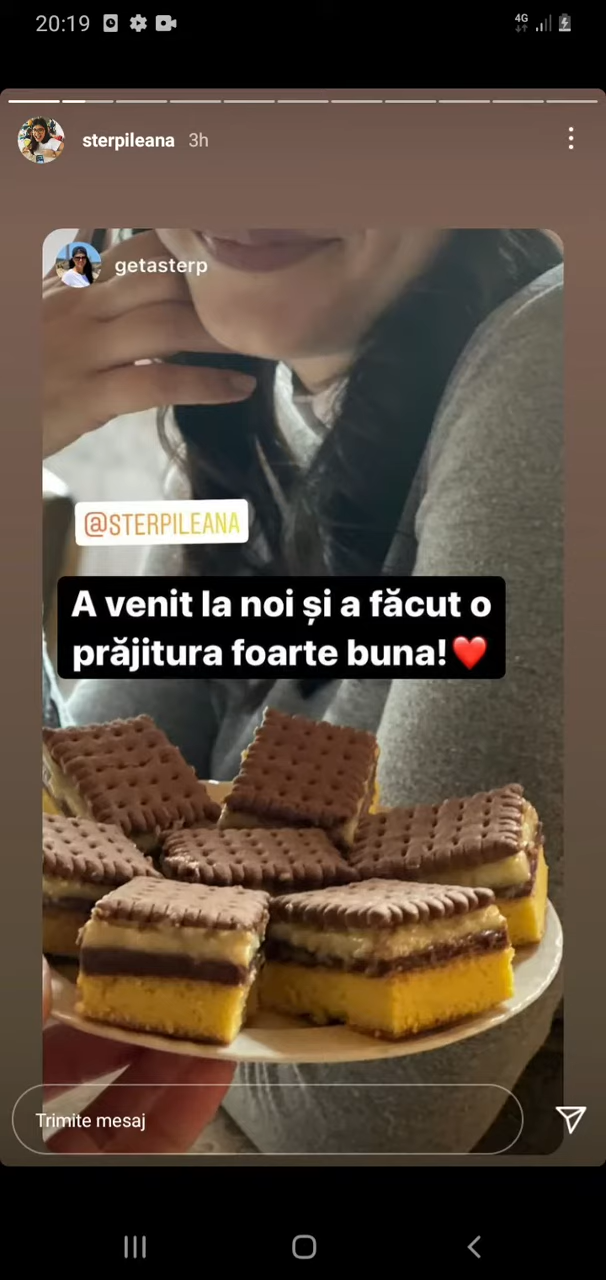 20:19
4G
sterpileana 3h
getasterp
@STERPILEANA
A venit la noi și a făcut o
prăjitura foarte buna!❤️
Trimite mesaj